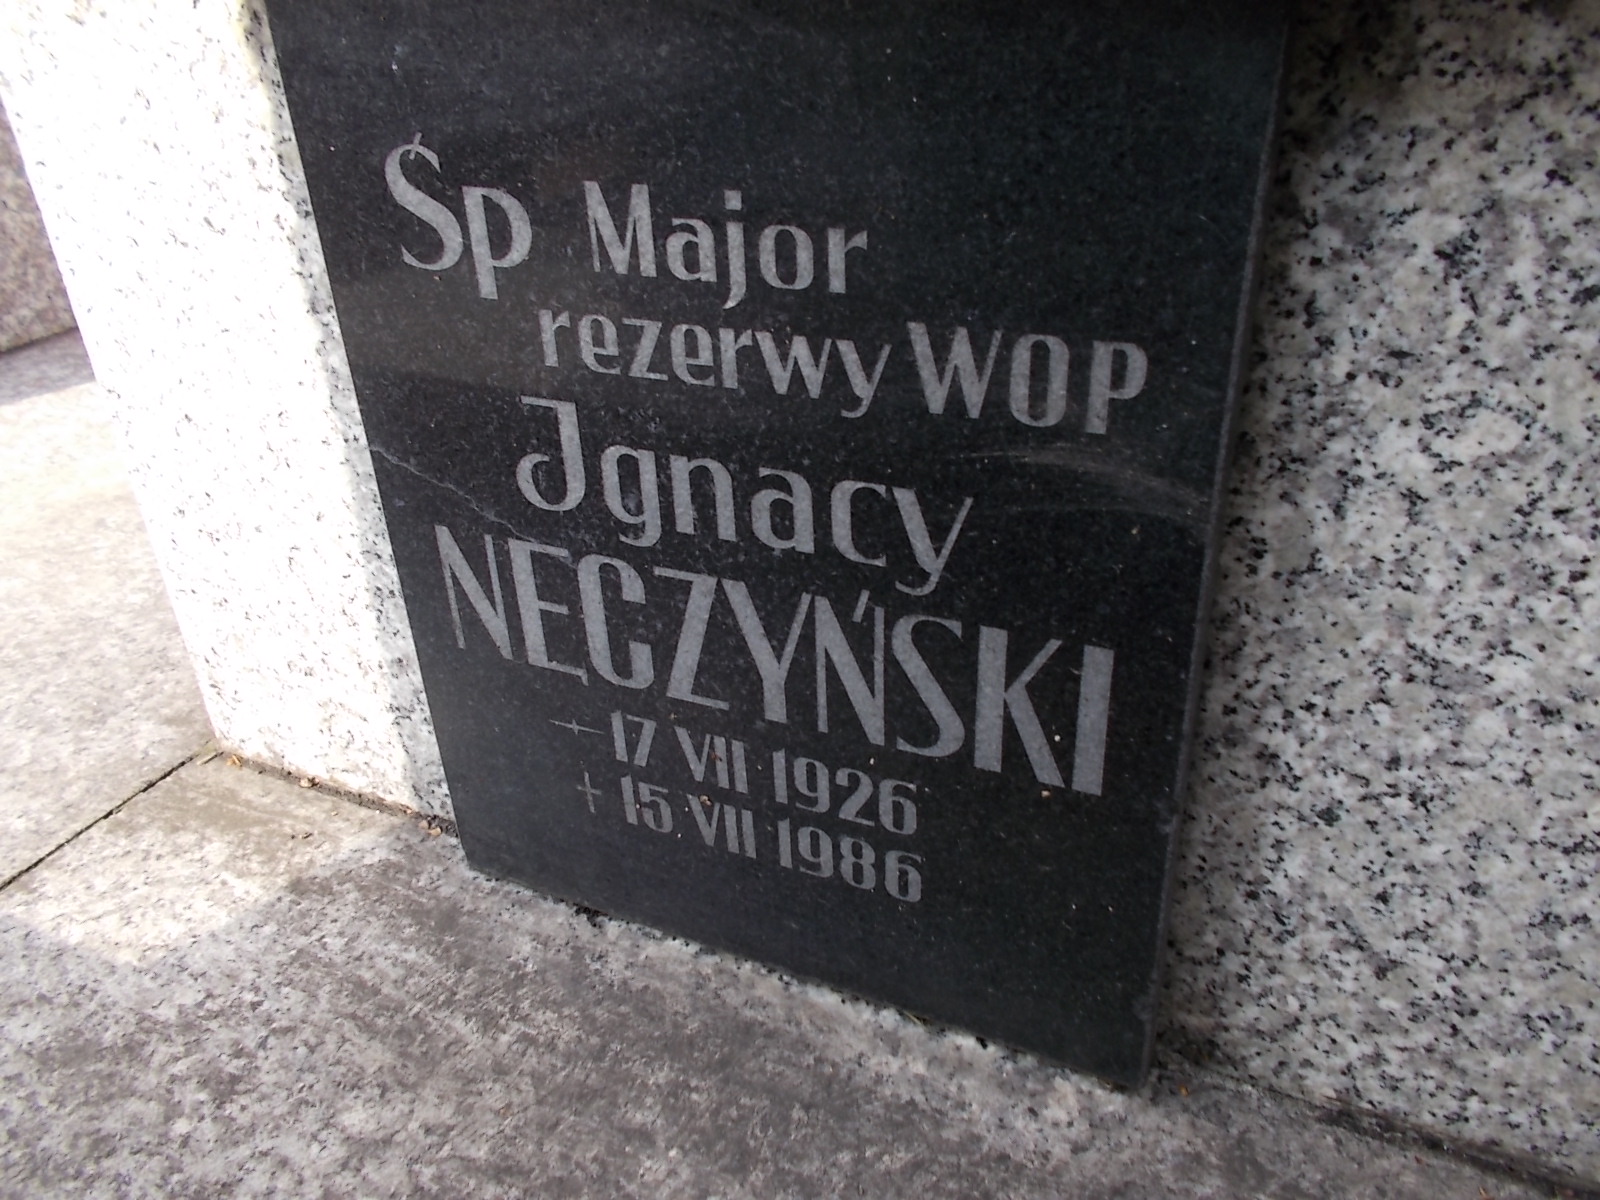 Śp Major
rezerwy WOP
Jgnacy
NĘCZYŃSKI
17 VII 1926
† 15 VII 1986